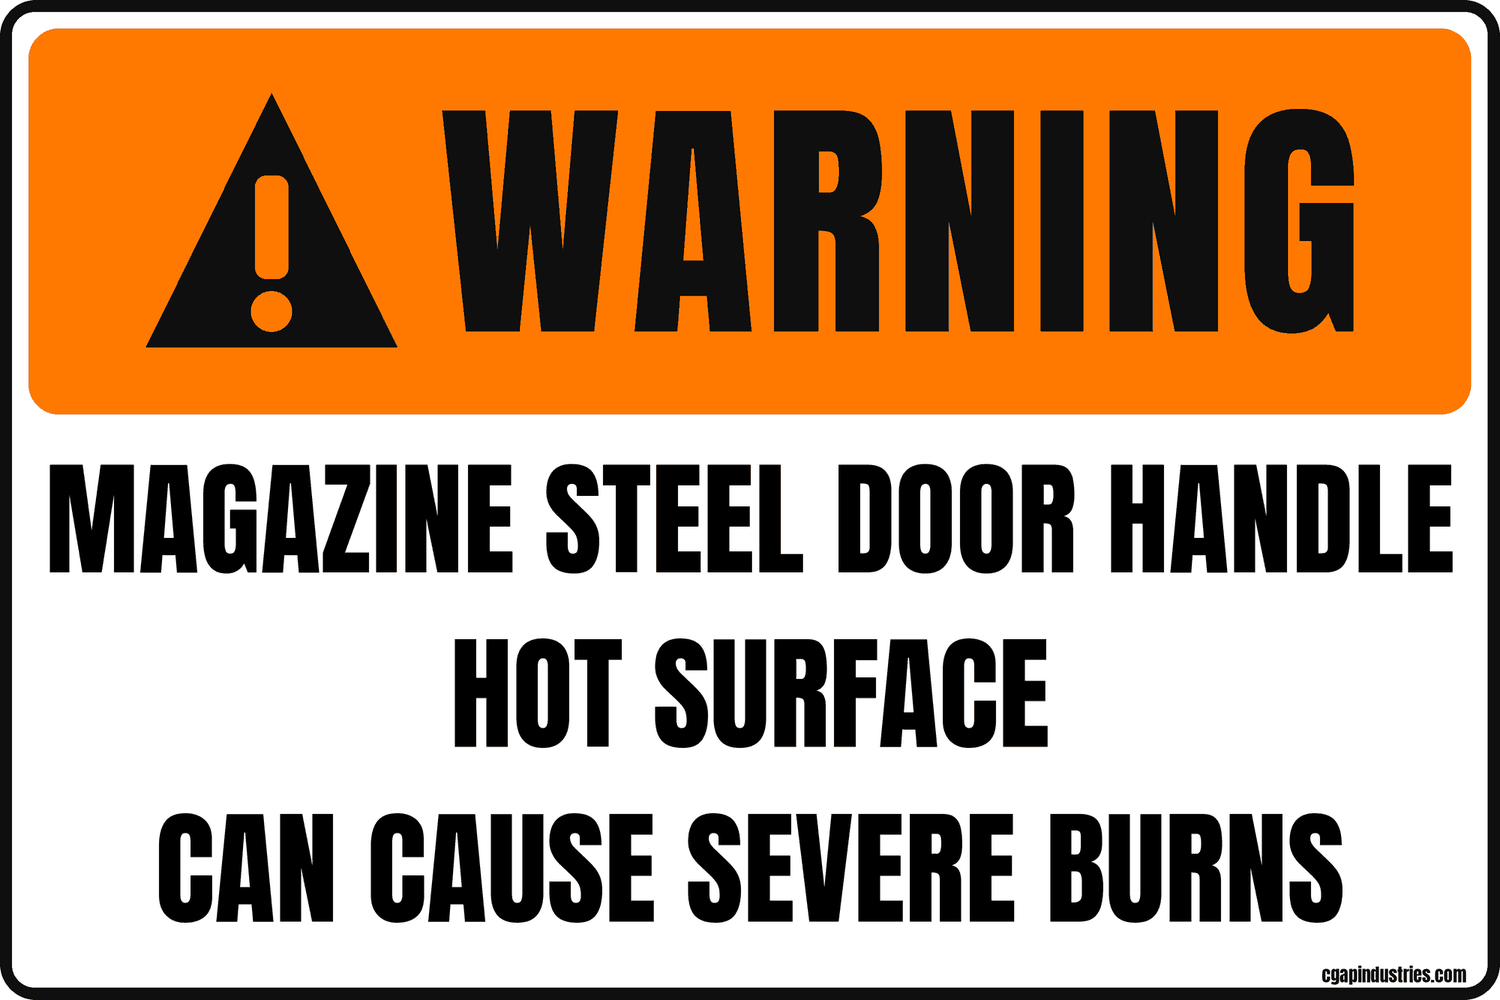 WARNING
MAGAZINE STEEL DOOR HANDLE
HOT SURFACE
CAN CAUSE SEVERE BURNS
cgapindustries.com